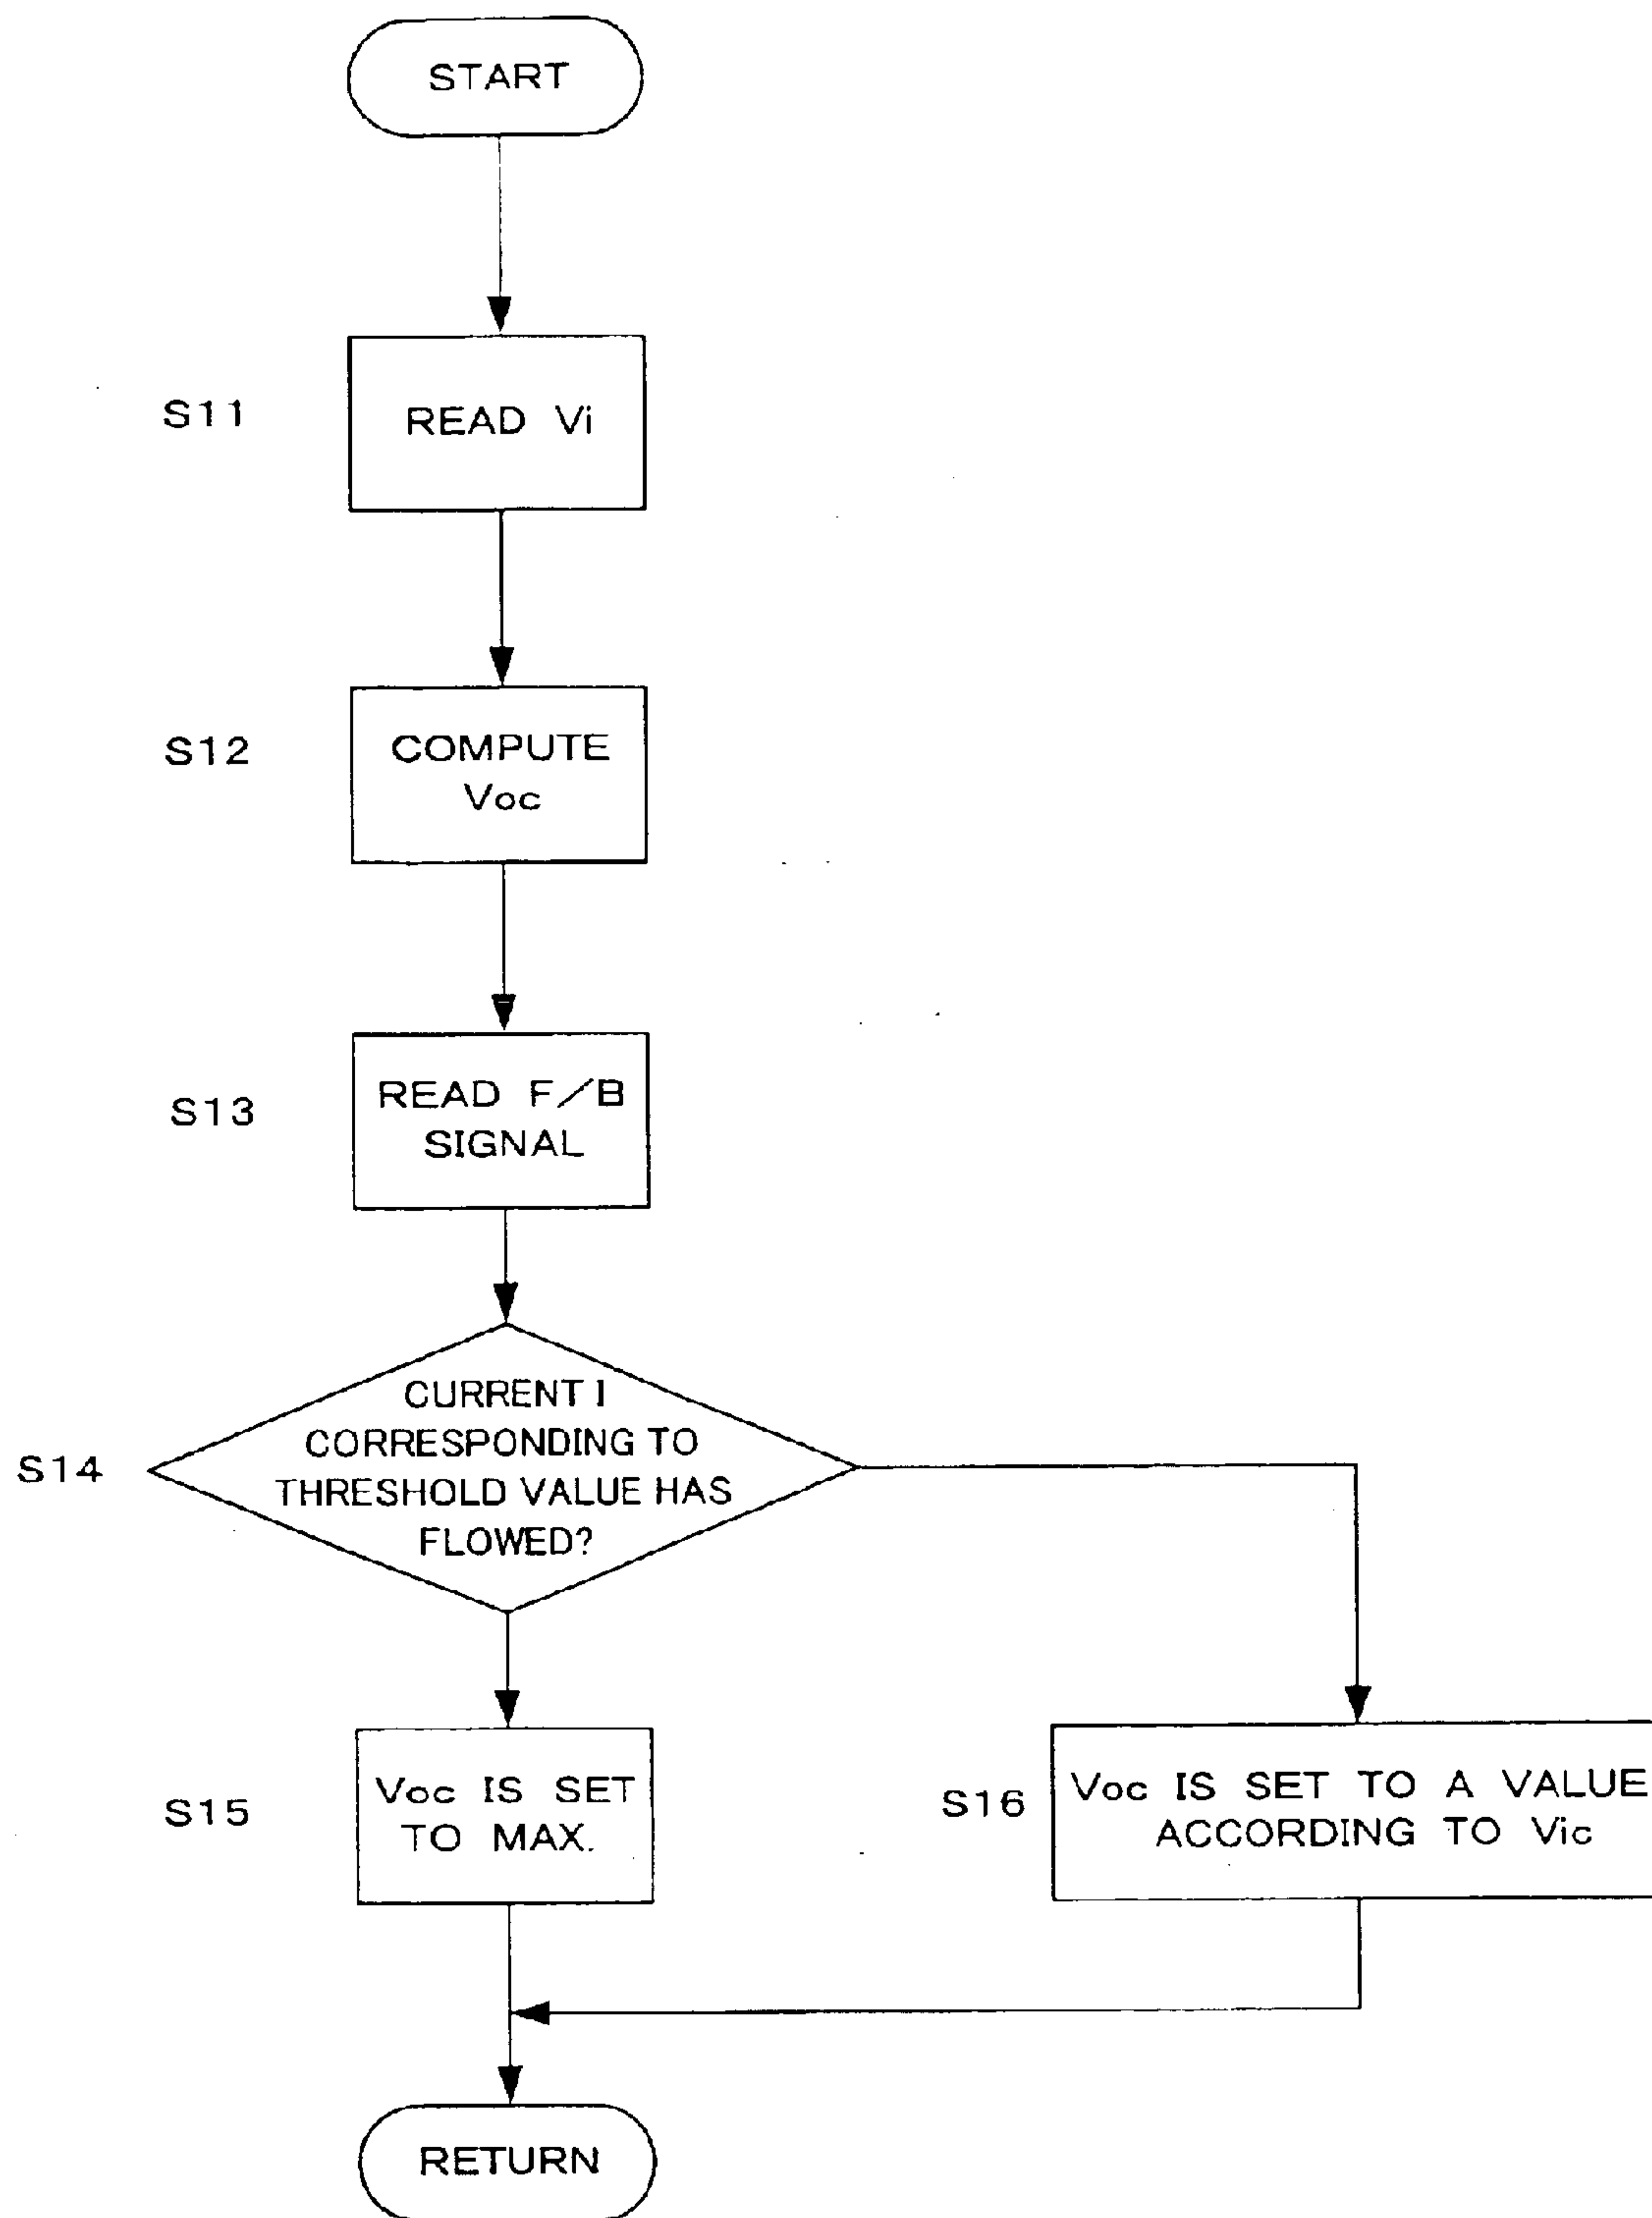 START
S11
READ Vi
S12
COMPUTE
Voc
S13
READ F/B
SIGNAL
S14
CURRENT I
CORRESPONDING TO
THRESHOLD VALUE HAS
FLOWED?
S15
Voc IS SET
TO MAX.
S16
Voc IS SET TO A VALUE
ACCORDING TO Vic
RETURN